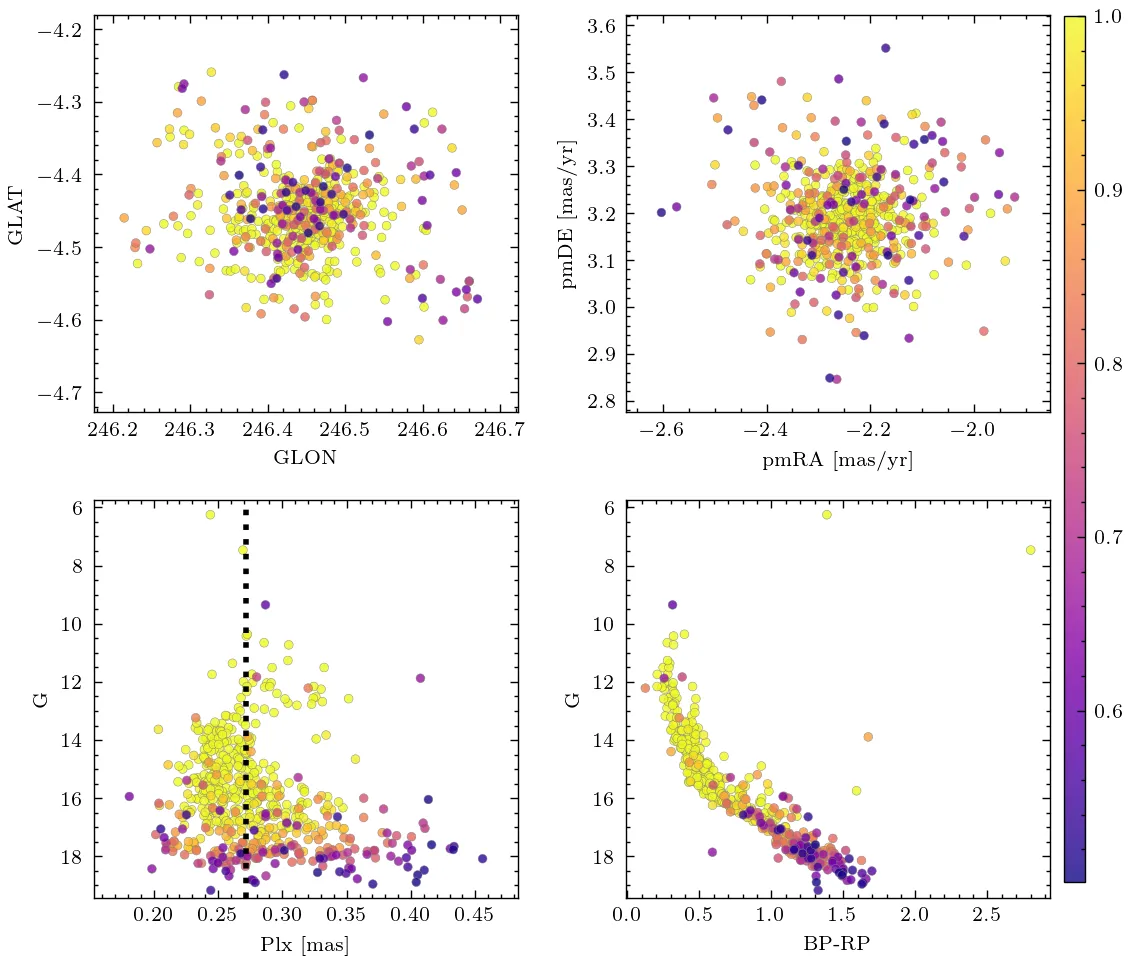 −4.2
−4.3
−4.4
−4.5
−4.6
−4.7
GLAT
246.2 246.3 246.4 246.5 246.6 246.7
GLON
3.6
3.5
3.4
3.3
3.2
3.1
3.0
2.9
2.8
pmDE [mas/yr]
−2.6 −2.4 −2.2 −2.0
pmRA [mas/yr]
6
8
10
12
14
16
18
G
0.20 0.25 0.30 0.35 0.40 0.45
Plx [mas]
6
8
10
12
14
16
18
G
0.0 0.5 1.0 1.5 2.0 2.5
BP-RP
1.0
0.9
0.8
0.7
0.6